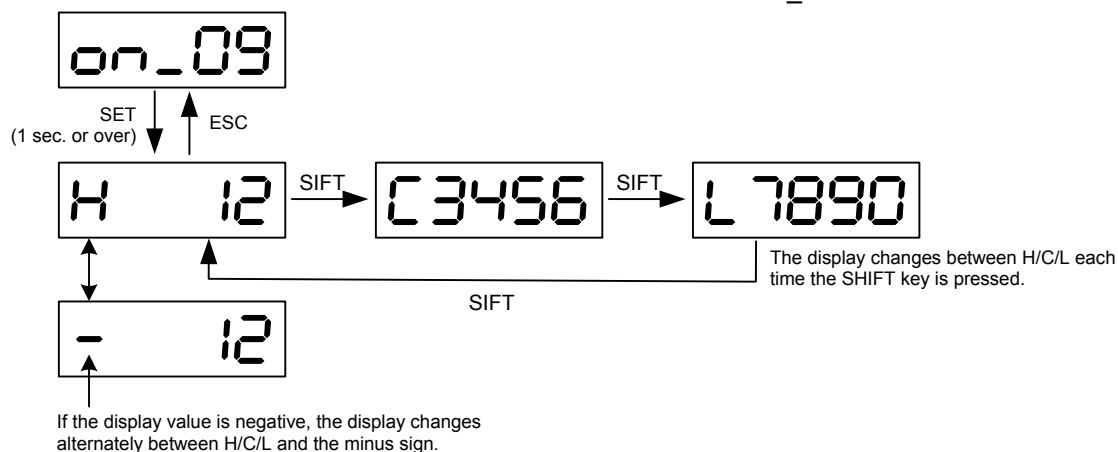 on_09
SET
(1 sec. or over)
ESC
H 12
SIFT
C3456
SIFT
L7890
The display changes between H/C/L each
time the SHIFT key is pressed.
SIFT
- 12
If the display value is negative, the display changes
alternately between H/C/L and the minus sign.